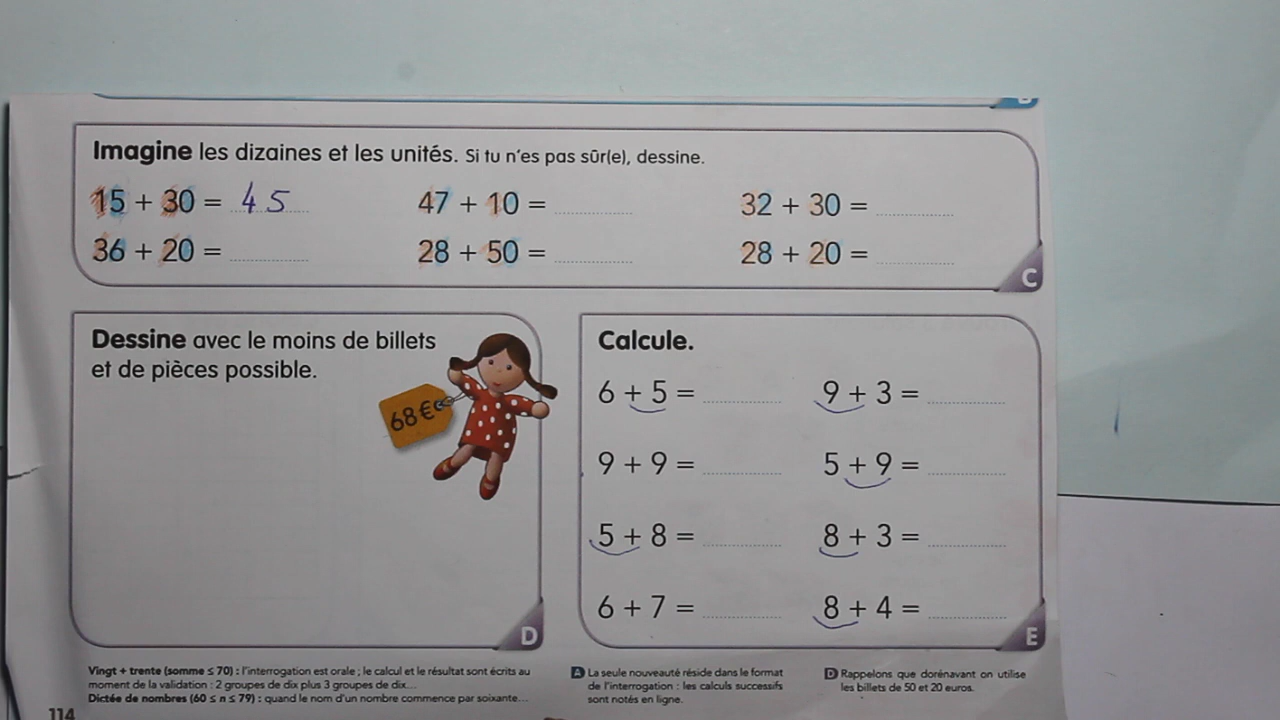 Imagine les dizaines et les unités. Si tu n'es pas sûr(e), dessine.
15 + 30 = 45
47 + 10 =
32 + 30 =
36 + 20 =
28 + 50 =
28 + 20 =
C
Dessine avec le moins de billets
et de pièces possible.
68€
D
Calcule.
6 + 5 =
9 + 3 =
9 + 9 =
5 + 9 =
5 + 8 =
8 + 3 =
6 + 7 =
8 + 4 =
E
Vingt + trente (somme ≤ 70) : l'interrogation est orale ; le calcul et le résultat sont écrits au
moment de la validation : 2 groupes de dix plus 3 groupes de dix...
Dictée de nombres (60 ≤ n ≤ 79) : quand le nom d'un nombre commence par soixante...
A La seule nouveauté réside dans le format
de l'interrogation : les calculs successifs
sont notés en ligne.
D Rappelons que dorénavant on utilise
les billets de 50 et 20 euros.
114